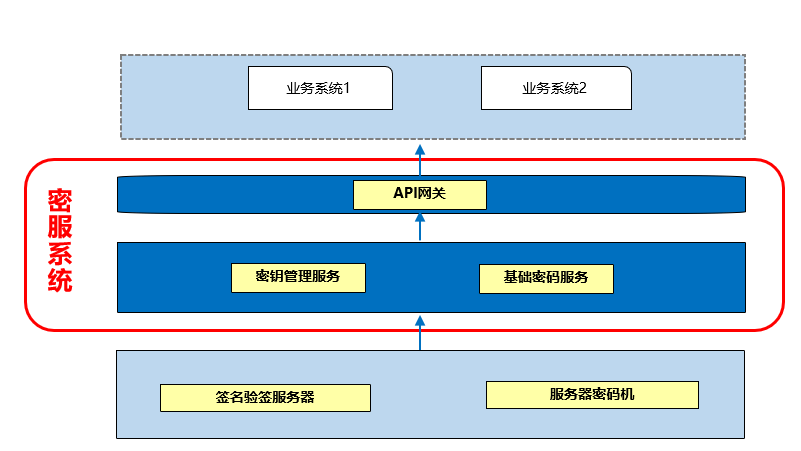 业务系统1
业务系统2
密服系统
API网关
密钥管理服务
基础密码服务
签名验签服务器
服务器密码机